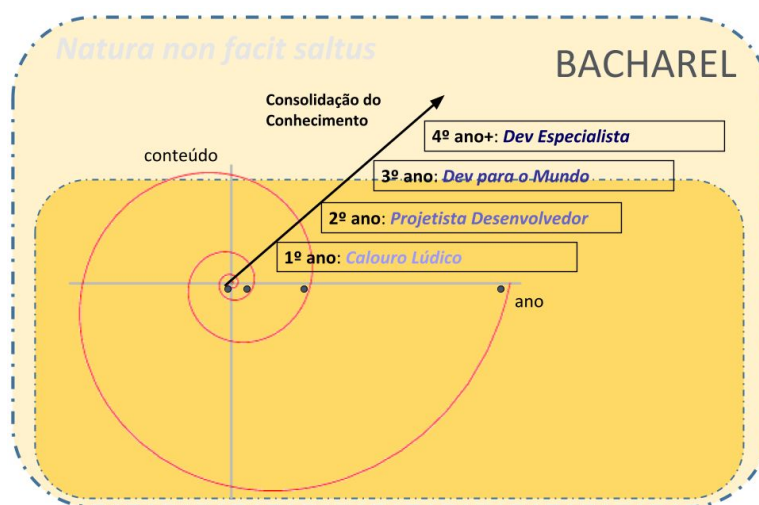 Natura non facit saltus
BACHAREL
Consolidação do
Conhecimento
4º ano+: Dev Especialista
conteúdo
3º ano: Dev para o Mundo
2º ano: Projetista Desenvolvedor
1º ano: Calouro Lúdico
ano